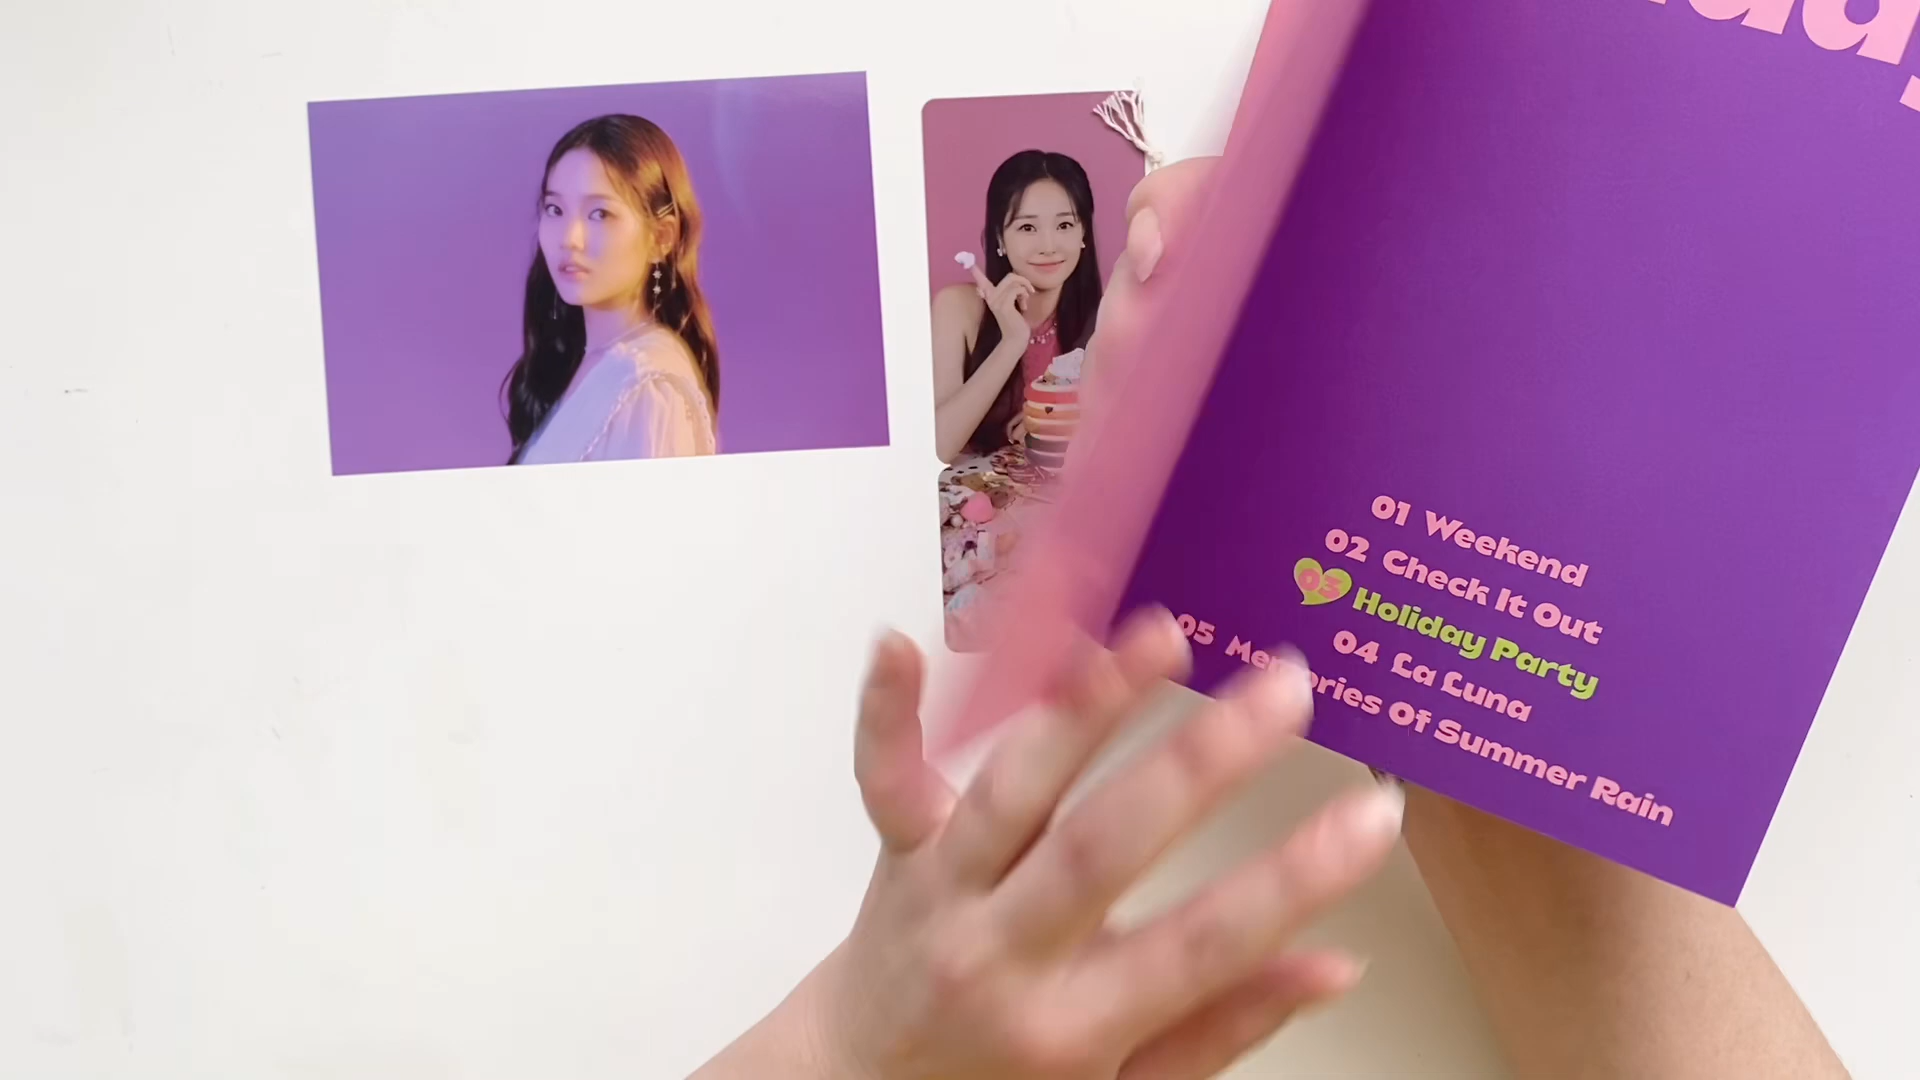 01 Weekend
02 Check It Out
03 Holiday Party
04 La Luna
05 Memories Of Summer Rain